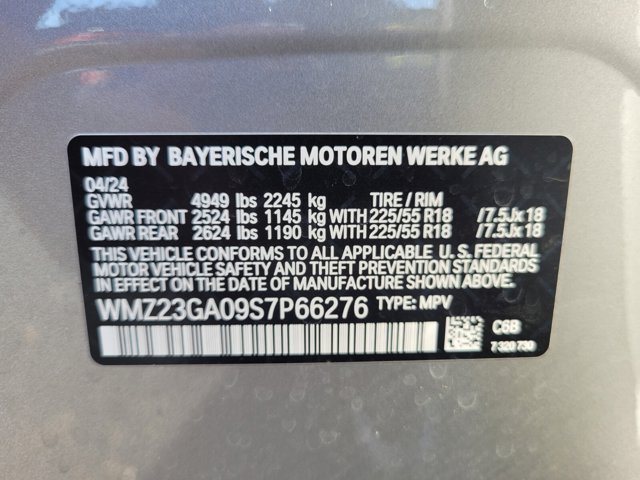 MFD BY BAYERISCHE MOTOREN WERKE AG
04/24
GVWR 4949 lbs 2245 kg TIRE / RIM
GAWR FRONT 2524 lbs 1145 kg WITH 225/55 R18 /7.5Jx18
GAWR REAR 2624 lbs 1190 kg WITH 225/55 R18 /7.5Jx18
THIS VEHICLE CONFORMS TO ALL APPLICABLE U. S. FEDERAL
MOTOR VEHICLE SAFETY AND THEFT PREVENTION STANDARDS
IN EFFECT ON THE DATE OF MANUFACTURE SHOWN ABOVE.
WMZ23GA09S7P66276 TYPE: MPV
C68
7 320 730